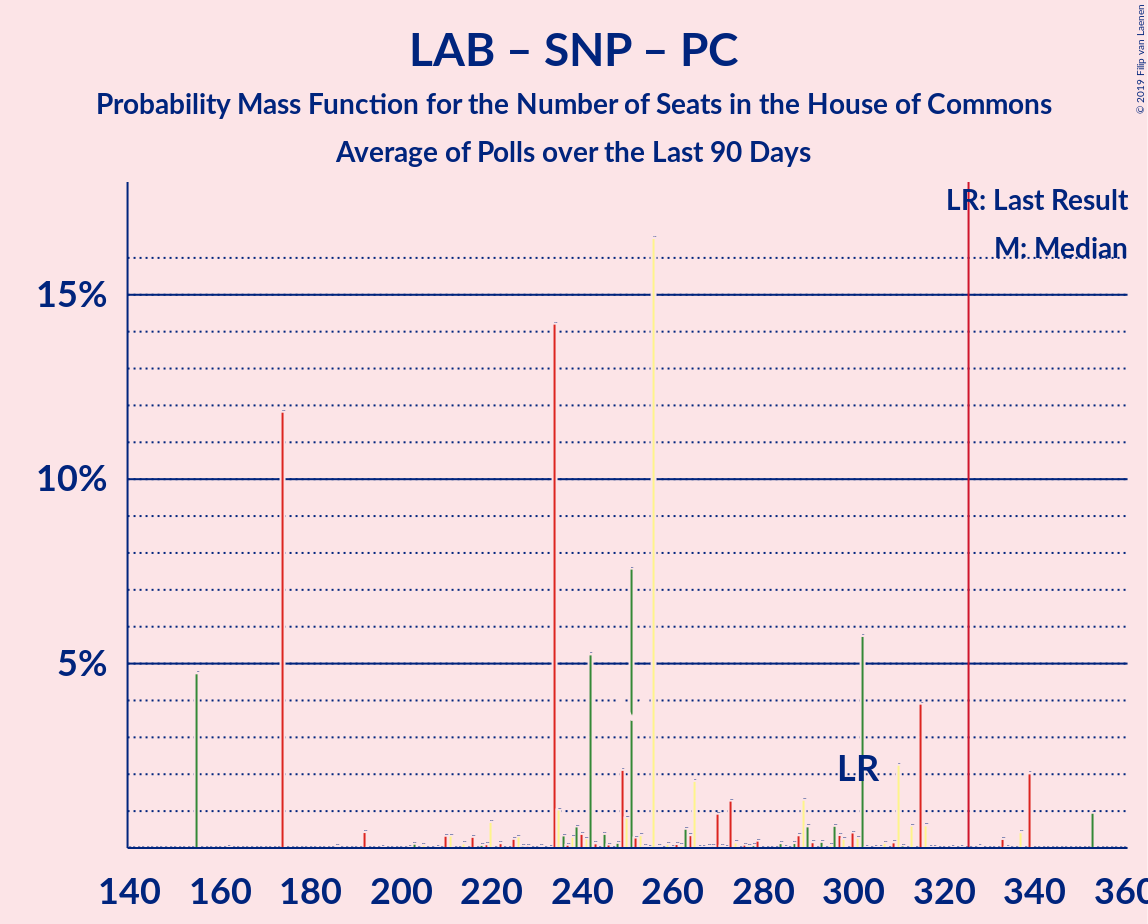 LAB – SNP – PC
Probability Mass Function for the Number of Seats in the House of Commons
Average of Polls over the Last 90 Days
© 2019 Filip van Laenen
LR: Last Result
M: Median
15%
10%
5%
LR
140 160 180 200 220 240 260 280 300 320 340 360